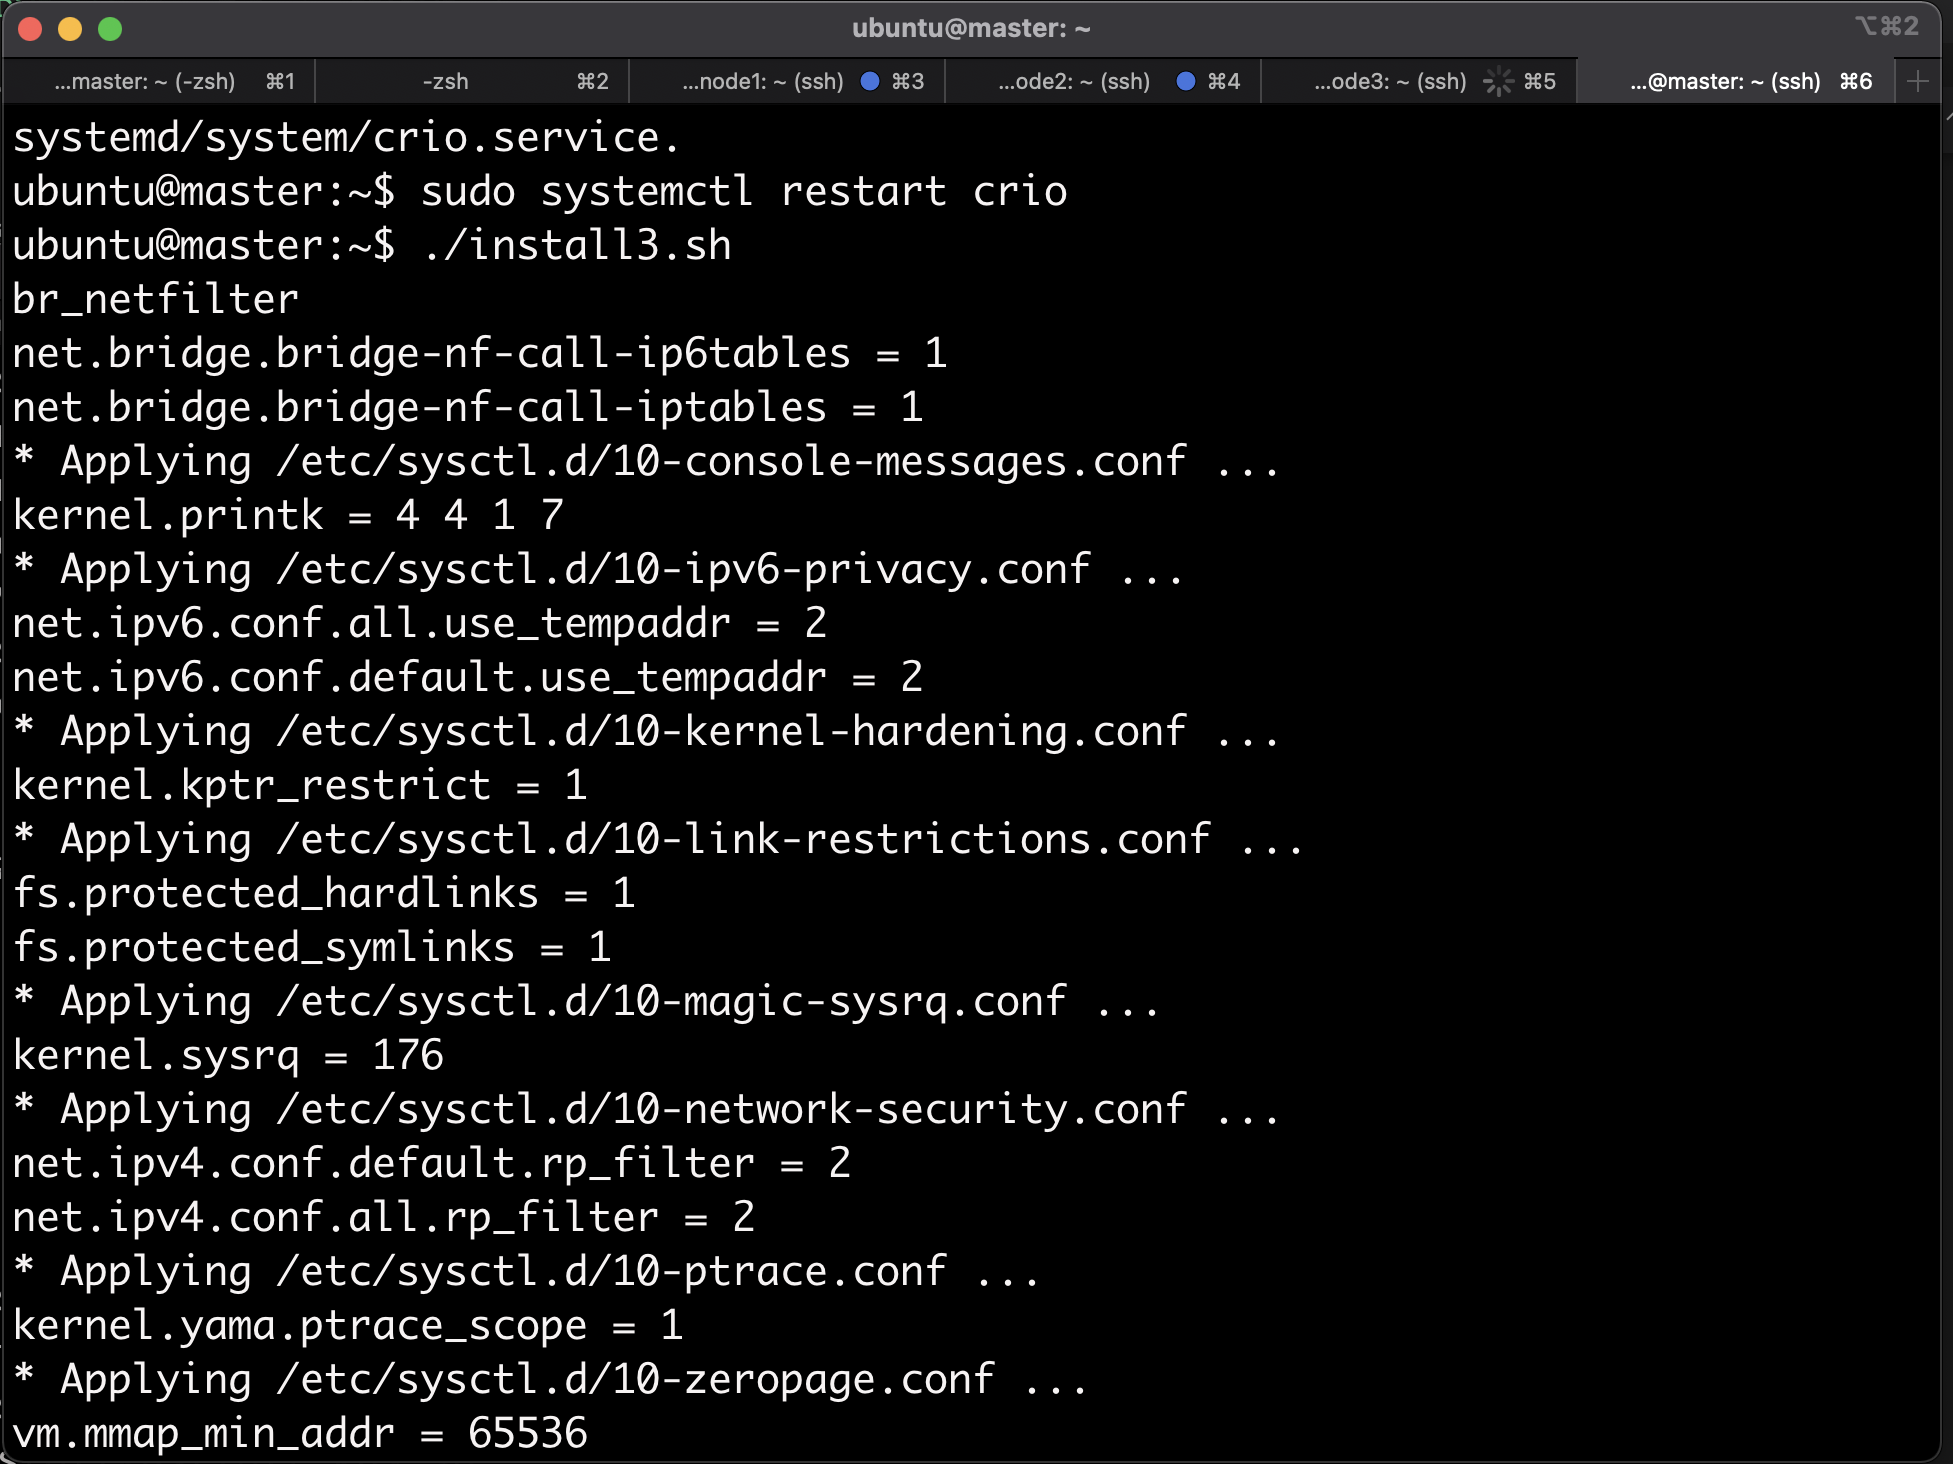 ubuntu@master: ~
⌥⌘2
...master: ~ (-zsh) ⌘1
-zsh ⌘2
...node1: ~ (ssh) ⌘3
...ode2: ~ (ssh) ⌘4
...ode3: ~ (ssh) ⌘5
...@master: ~ (ssh) ⌘6
systemd/system/crio.service.
ubuntu@master:~$ sudo systemctl restart crio
ubuntu@master:~$ ./install3.sh
br_netfilter
net.bridge.bridge-nf-call-ip6tables = 1
net.bridge.bridge-nf-call-iptables = 1
* Applying /etc/sysctl.d/10-console-messages.conf ...
kernel.printk = 4 4 1 7
* Applying /etc/sysctl.d/10-ipv6-privacy.conf ...
net.ipv6.conf.all.use_tempaddr = 2
net.ipv6.conf.default.use_tempaddr = 2
* Applying /etc/sysctl.d/10-kernel-hardening.conf ...
kernel.kptr_restrict = 1
* Applying /etc/sysctl.d/10-link-restrictions.conf ...
fs.protected_hardlinks = 1
fs.protected_symlinks = 1
* Applying /etc/sysctl.d/10-magic-sysrq.conf ...
kernel.sysrq = 176
* Applying /etc/sysctl.d/10-network-security.conf ...
net.ipv4.conf.default.rp_filter = 2
net.ipv4.conf.all.rp_filter = 2
* Applying /etc/sysctl.d/10-ptrace.conf ...
kernel.yama.ptrace_scope = 1
* Applying /etc/sysctl.d/10-zeropage.conf ...
vm.mmap_min_addr = 65536